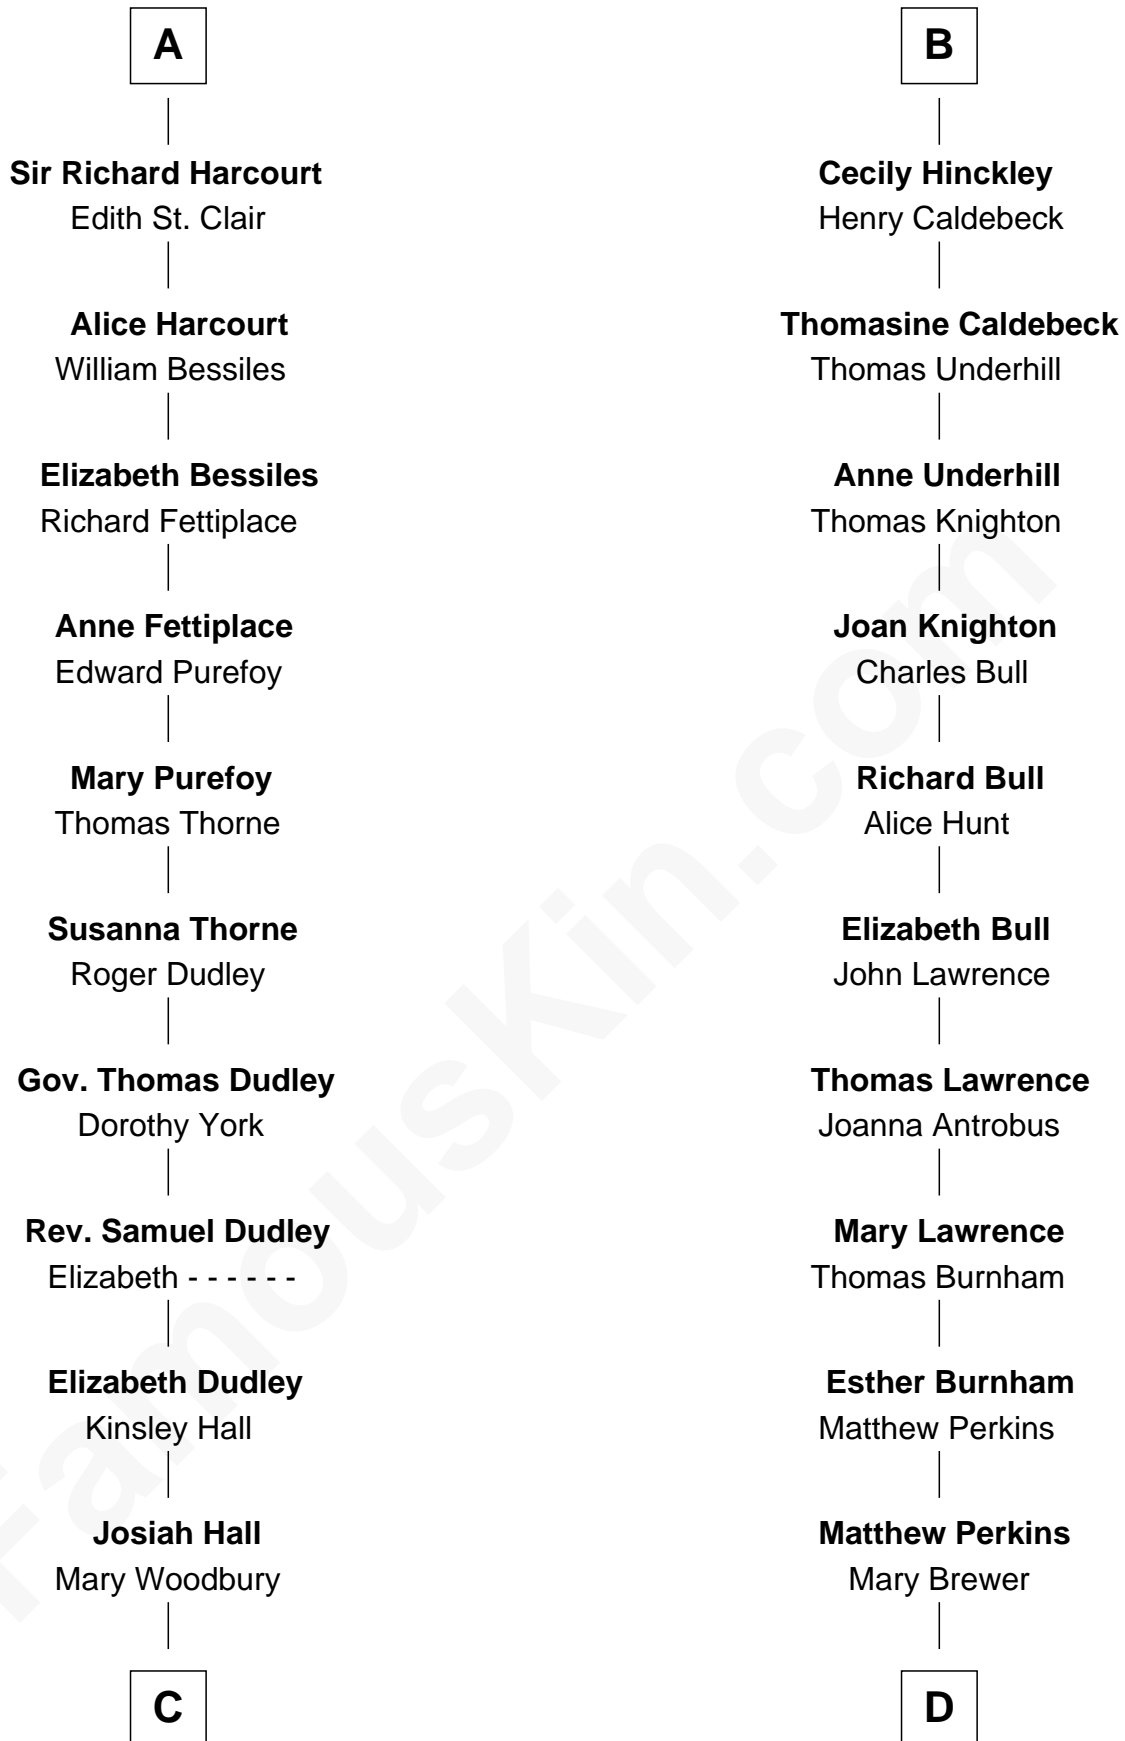 A
Sir Richard Harcourt
Edith St. Clair
Alice Harcourt
William Bessiles
Elizabeth Bessiles
Richard Fettiplace
Anne Fettiplace
Edward Purefoy
Mary Purefoy
Thomas Thorne
Susanna Thorne
Roger Dudley
Gov. Thomas Dudley
Dorothy York
Rev. Samuel Dudley
Elizabeth - - - - - -
Elizabeth Dudley
Kinsley Hall
Josiah Hall
Mary Woodbury
C
B
Cecily Hinckley
Henry Caldebeck
Thomasine Caldebeck
Thomas Underhill
Anne Underhill
Thomas Knighton
Joan Knighton
Charles Bull
Richard Bull
Alice Hunt
Elizabeth Bull
John Lawrence
Thomas Lawrence
Joanna Antrobus
Mary Lawrence
Thomas Burnham
Esther Burnham
Matthew Perkins
Matthew Perkins
Mary Brewer
D
FamousKin.com